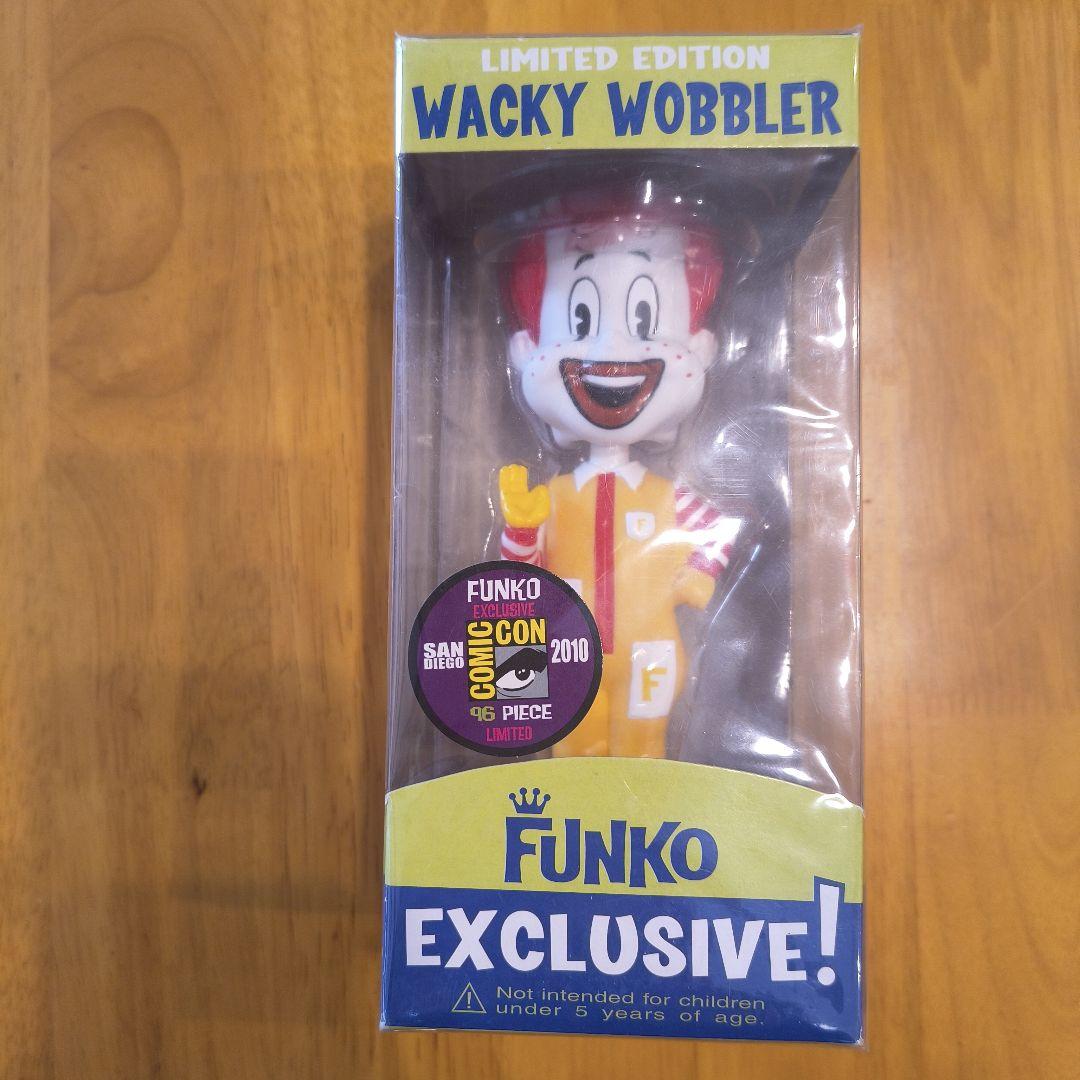 LIMITED EDITION
WACKY WOBBLER
F
F
FUNKO
EXCLUSIVE
SAN
DIEGO
COMIC
CON
2010
96 PIECE
LIMITED
FUNKO
EXCLUSIVE!
Not intended for children
under 5 years of age.